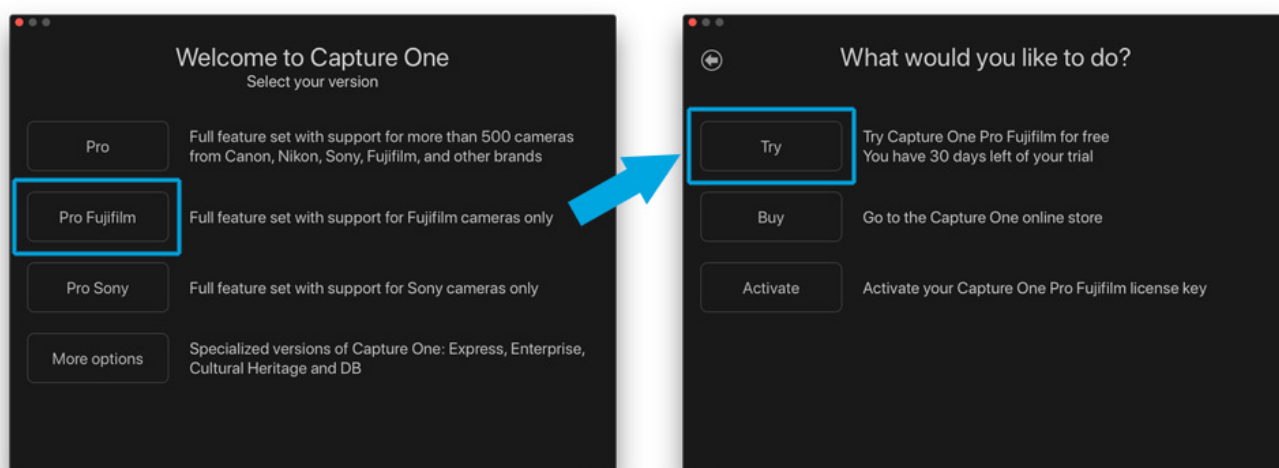 Welcome to Capture One
Select your version
Pro
Full feature set with support for more than 500 cameras
from Canon, Nikon, Sony, Fujifilm, and other brands
Pro Fujifilm
Full feature set with support for Fujifilm cameras only
Pro Sony
Full feature set with support for Sony cameras only
More options
Specialized versions of Capture One: Express, Enterprise,
Cultural Heritage and DB
What would you like to do?
Try
Try Capture One Pro Fujifilm for free
You have 30 days left of your trial
Buy
Go to the Capture One online store
Activate
Activate your Capture One Pro Fujifilm license key